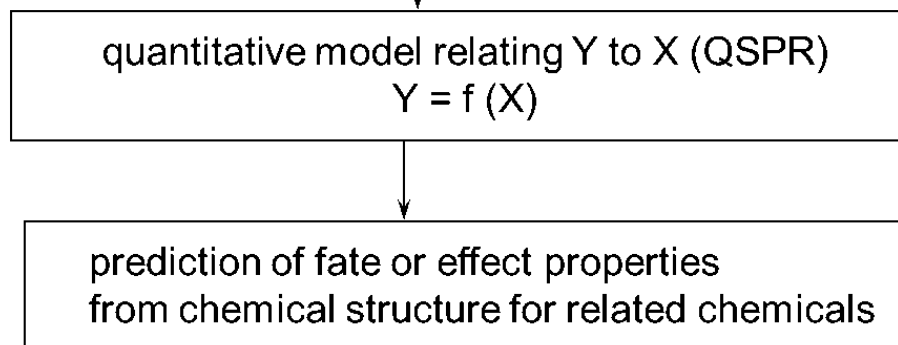 quantitative model relating Y to X (QSPR)
Y = f (X)
prediction of fate or effect properties
from chemical structure for related chemicals